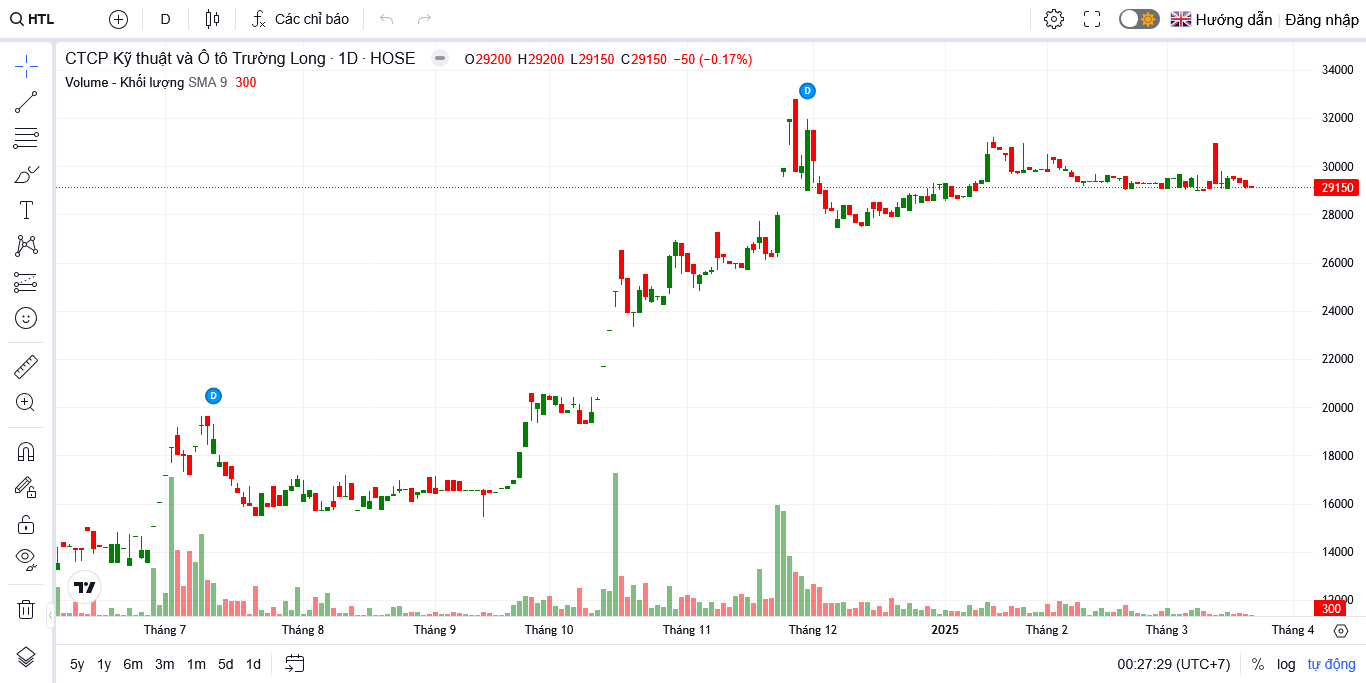 HTL D Các chỉ báo Hướng dẫn Đăng nhập
CTCP Kỹ thuật và Ô tô Trường Long · 1D · HOSE O29200 H29200 L29150 C29150 −50 (−0.17%)
Volume - Khối lượng SMA 9 300
D
D
34000
32000
30000
29150
28000
26000
24000
22000
20000
18000
16000
14000
12000
300
Tháng 7 Tháng 8 Tháng 9 Tháng 10 Tháng 11 Tháng 12 2025 Tháng 2 Tháng 3 Tháng 4
5y 1y 6m 3m 1m 5d 1d 00:27:29 (UTC+7) % log tự động